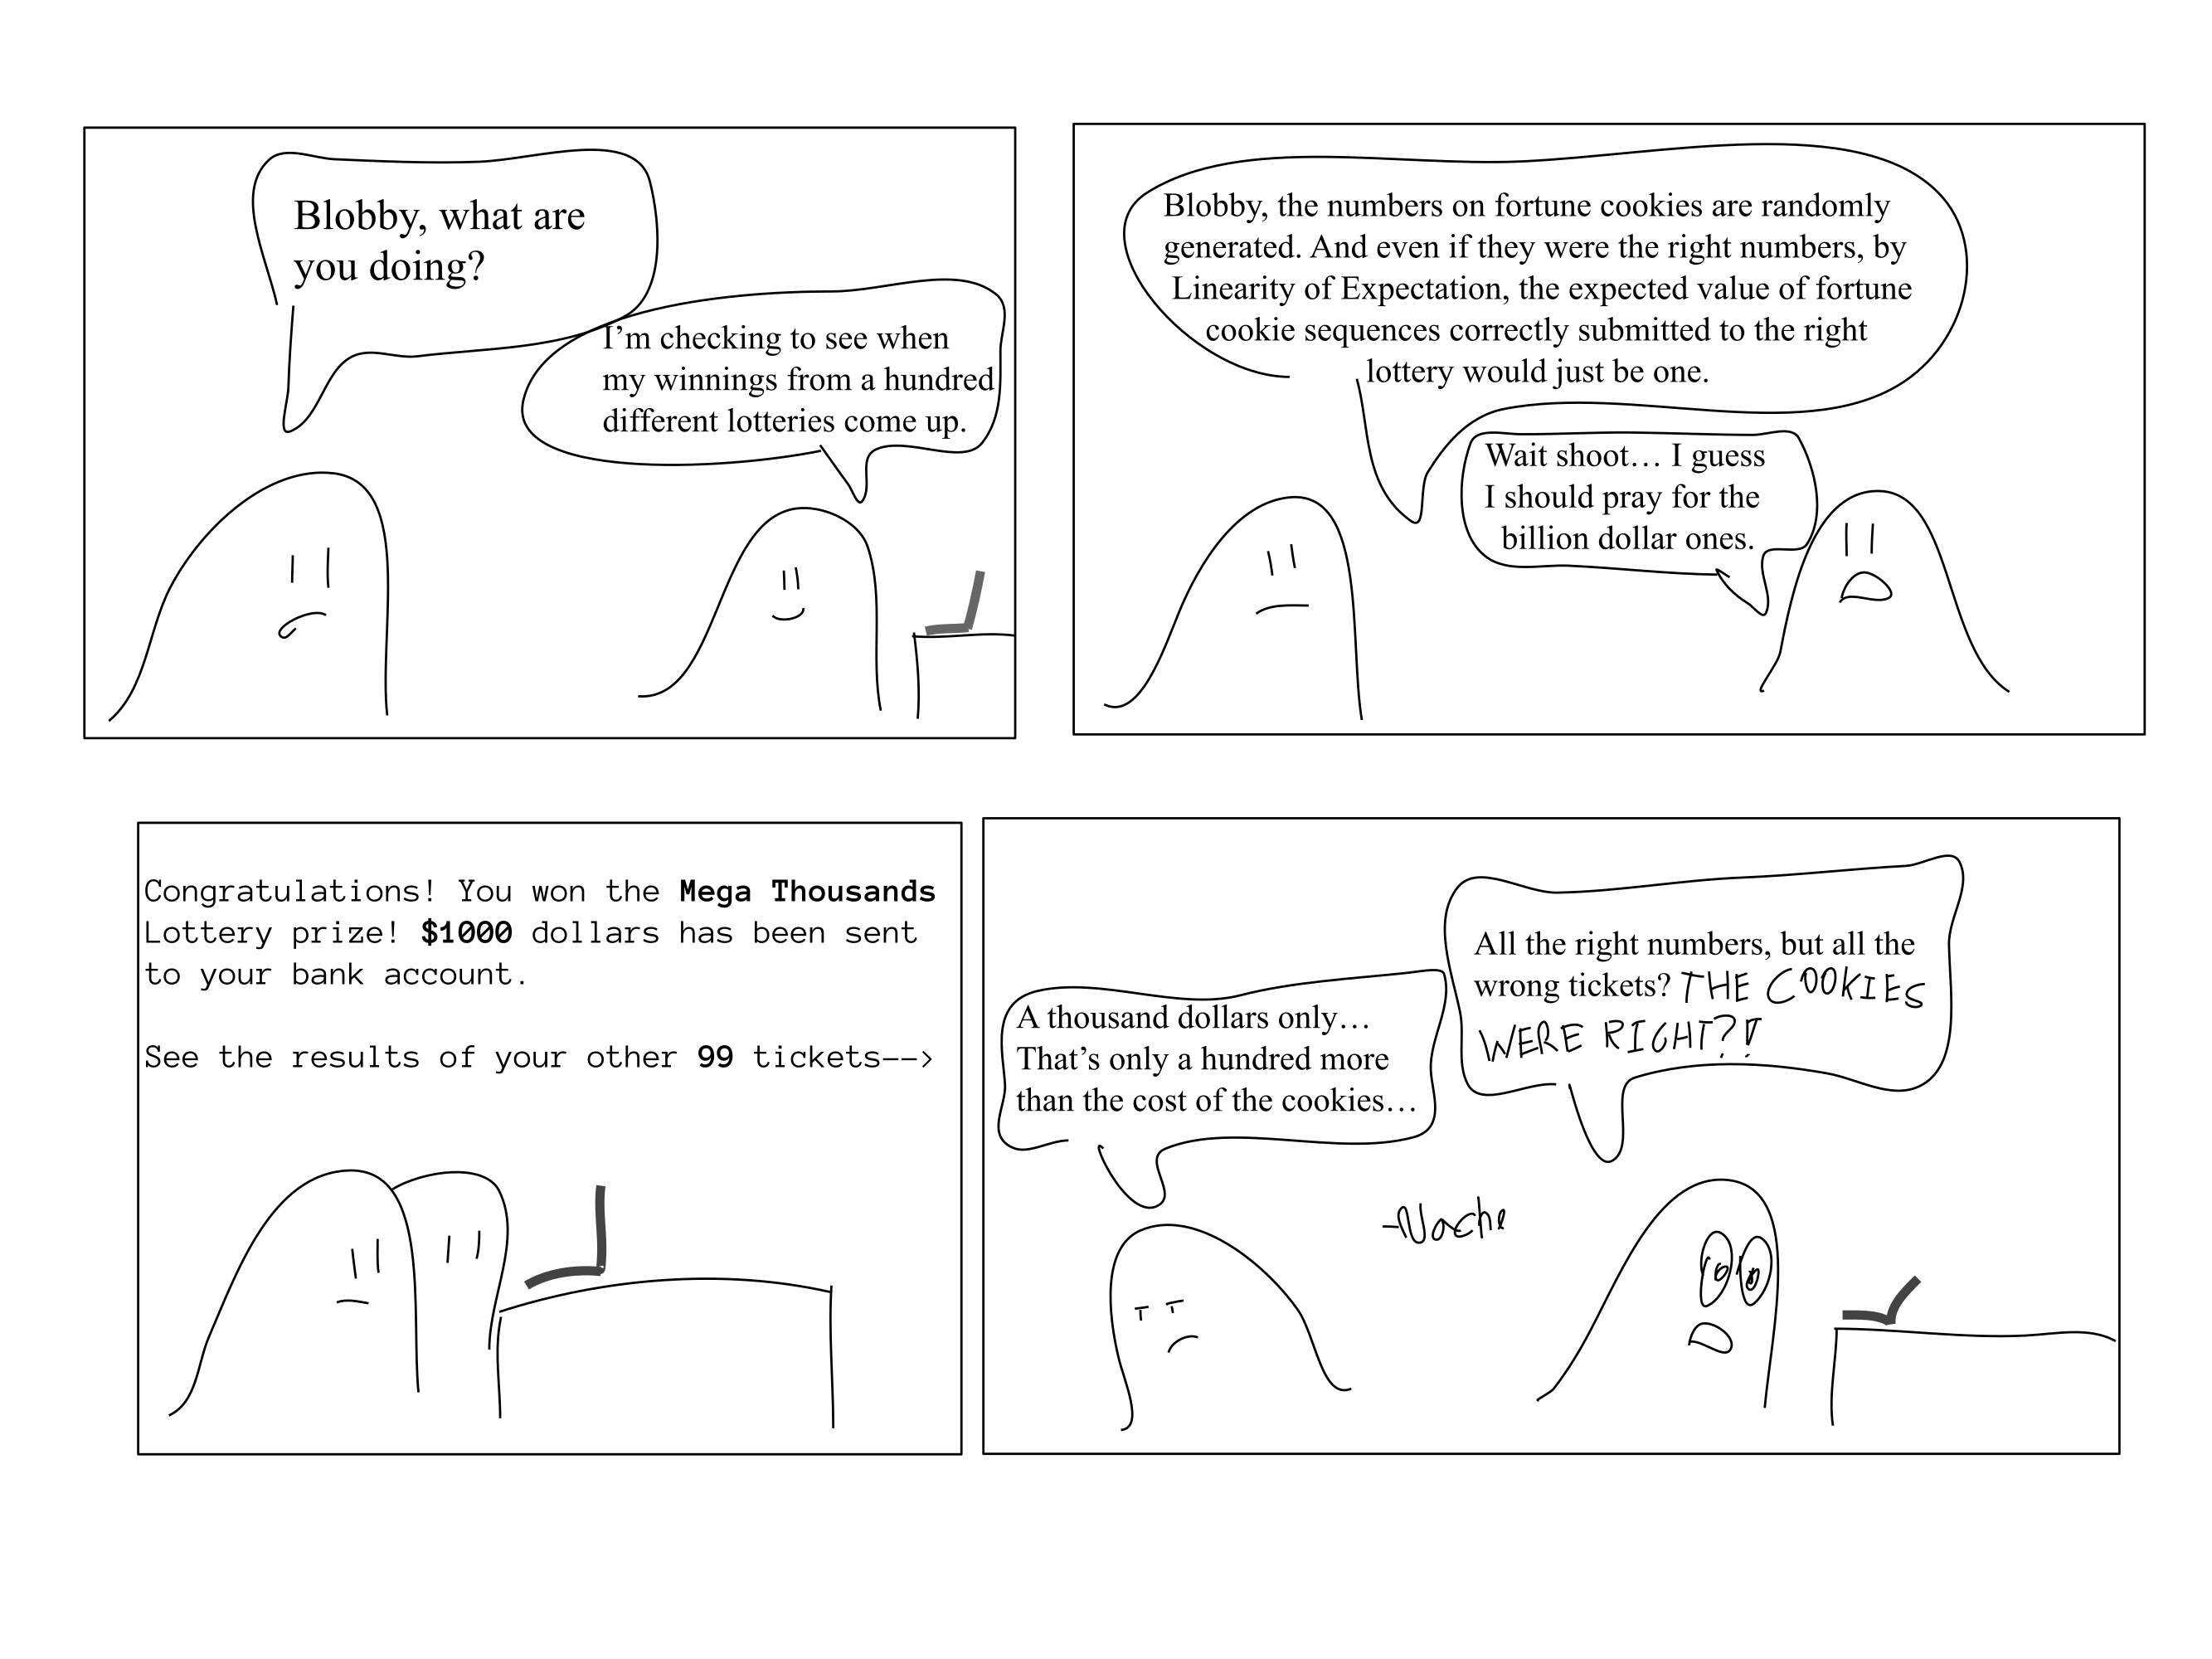 Blobby, what are
you doing?
I'm checking to see when
my winnings from a hundred
different lotteries come up.
Blobby, the numbers on fortune cookies are randomly
generated. And even if they were the right numbers, by
Linearity of Expectation, the expected value of fortune
cookie sequences correctly submitted to the right
lottery would just be one.
Wait shoot… I guess
I should pray for the
billion dollar ones.
Congratulations! You won the Mega Thousands
Lottery prize! $1000 dollars has been sent
to your bank account.
See the results of your other 99 tickets-->
A thousand dollars only…
That's only a hundred more
than the cost of the cookies…
All the right numbers, but all the
wrong tickets? THE COOKIES
WERE RIGHT?!
-Nacho